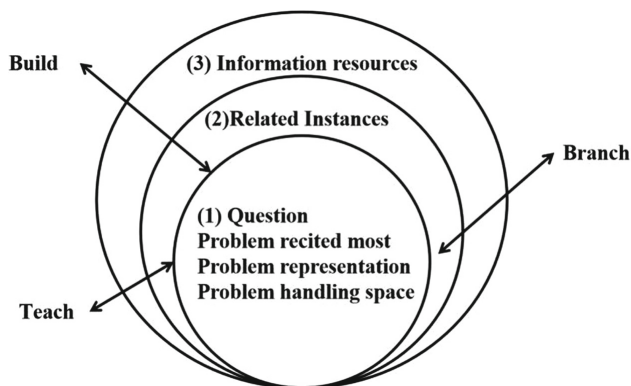 Build
(3) Information resources
(2)Related Instances
Branch
(1) Question
Problem recited most
Problem representation
Problem handling space
Teach